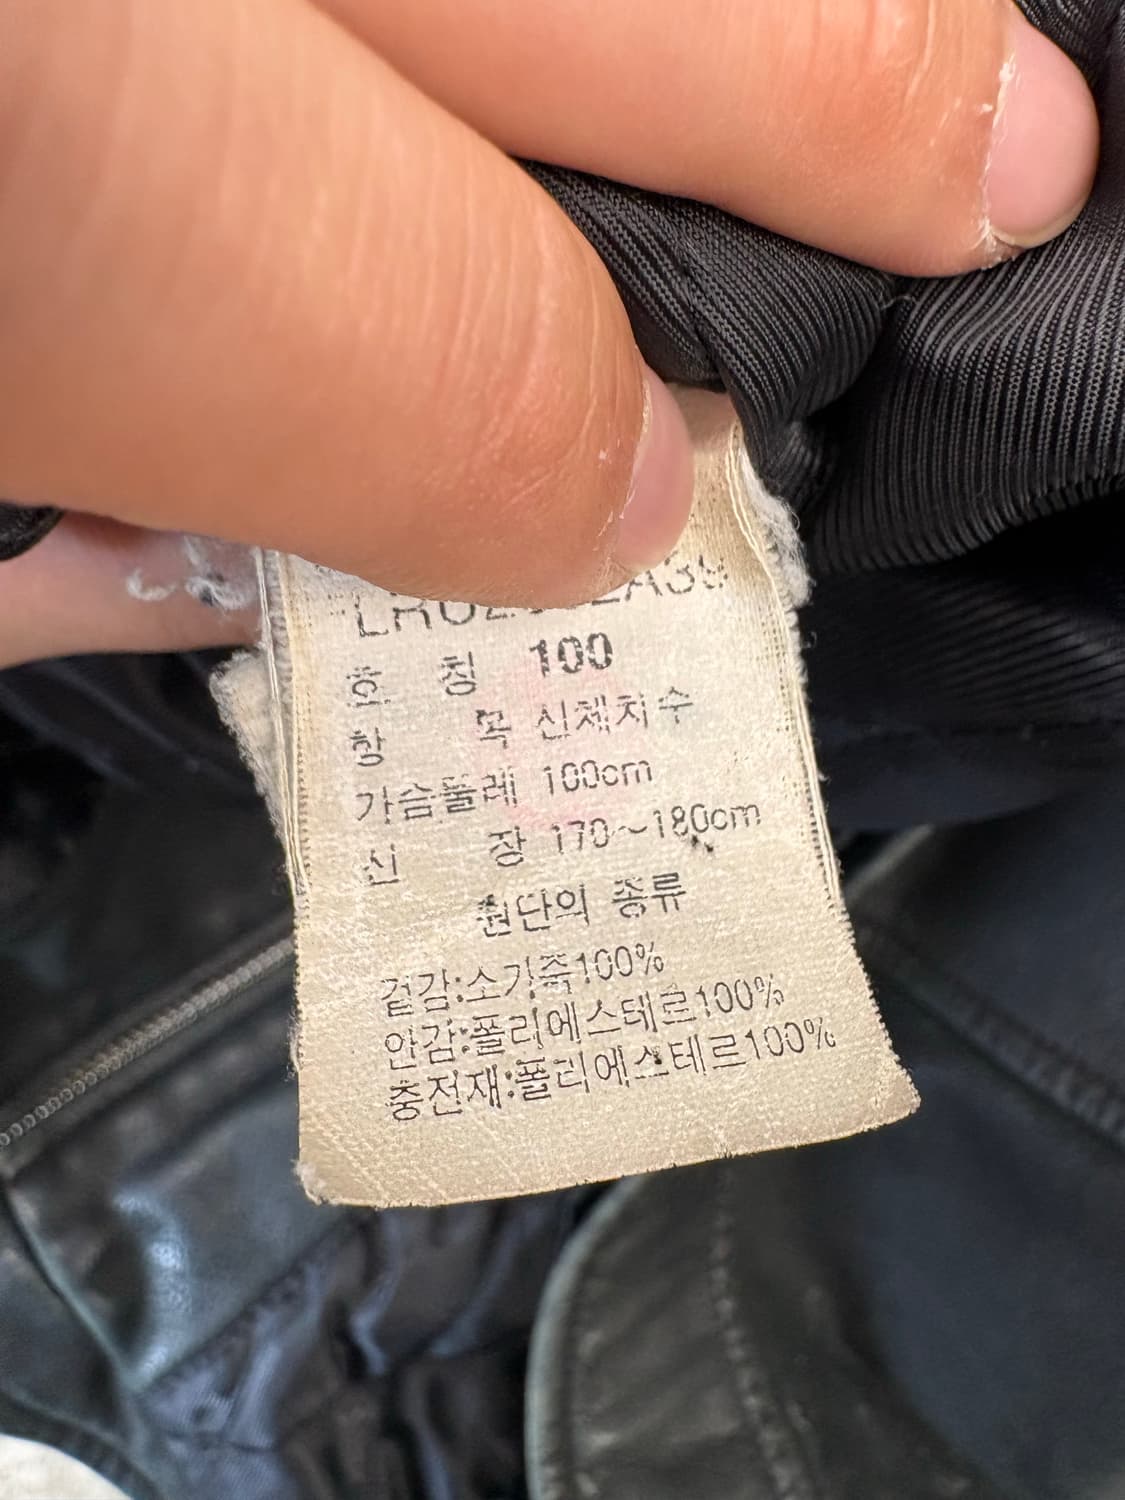 호 칭 100
항 목 신체치수
가슴둘레 100cm
신 장 170~180cm
원단의 종류
겉감:소가죽100%
안감:폴리에스테르100%
충전재:폴리에스테르100%